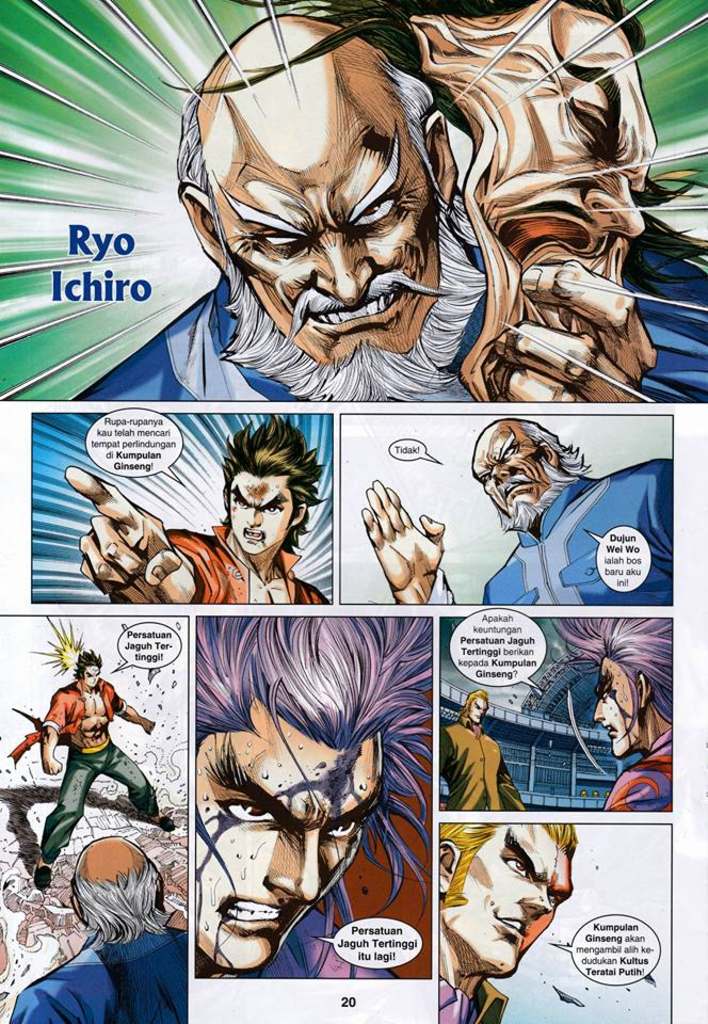 Ryo
Ichiro
Rupa-rupanya
kau telah mencari
tempat perlindungan
di Kumpulan
Ginseng!
Tidak!
Dujun
Wei Wo
ialah bos
baru aku
ini!
Persatuan
Jaguh Ter-
tinggi!
Persatuan
Jaguh Tertinggi
itu lagi!
Apakah
keuntungan
Persatuan Jaguh
Tertinggi berikan
kepada Kumpulan
Ginseng?
Kumpulan
Ginseng akan
mengambil alih ke-
dudukan Kultus
Teratai Putih!
20